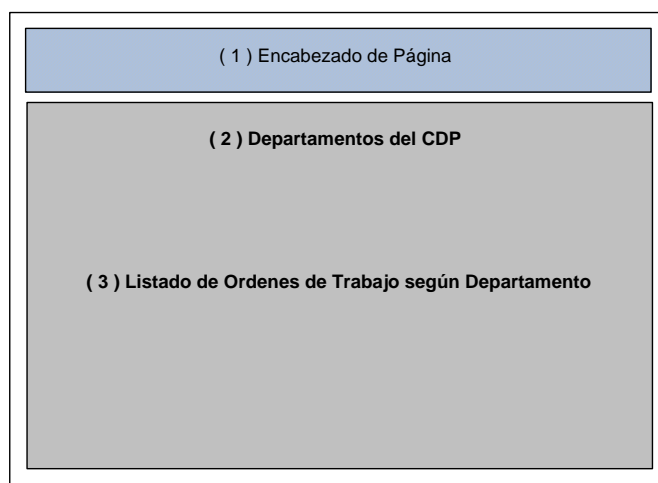 ( 1 ) Encabezado de Página
( 2 ) Departamentos del CDP
( 3 ) Listado de Ordenes de Trabajo según Departamento